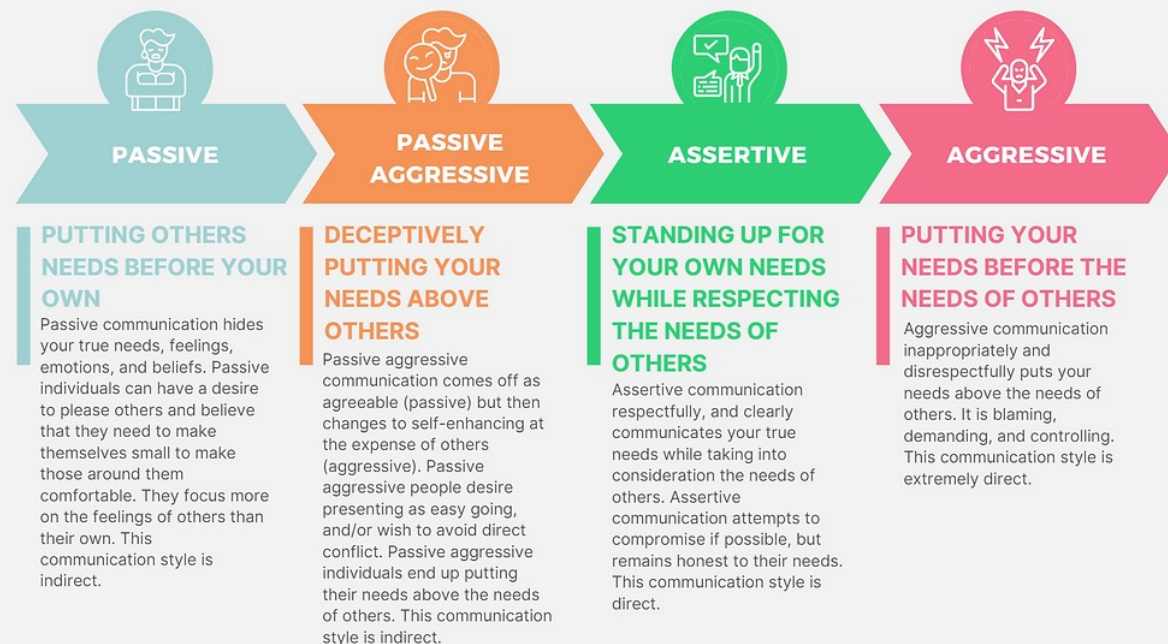 PASSIVE
PASSIVE
AGGRESSIVE
ASSERTIVE
AGGRESSIVE
PUTTING OTHERS
NEEDS BEFORE YOUR
OWN
Passive communication hides
your true needs, feelings,
emotions, and beliefs. Passive
individuals can have a desire
to please others and believe
that they need to make
themselves small to make
those around them
comfortable. They focus more
on the feelings of others than
their own. This
communication style is
indirect.
DECEPTIVELY
PUTTING YOUR
NEEDS ABOVE
OTHERS
Passive aggressive
communication comes off as
agreeable (passive) but then
changes to self-enhancing at
the expense of others
(aggressive). Passive
aggressive people desire
presenting as easy going,
and/or wish to avoid direct
conflict. Passive aggressive
individuals end up putting
their needs above the needs
of others. This communication
style is indirect.
STANDING UP FOR
YOUR OWN NEEDS
WHILE RESPECTING
THE NEEDS OF
OTHERS
Assertive communication
respectfully, and clearly
communicates your true
needs while taking into
consideration the needs of
others. Assertive
communication attempts to
compromise if possible, but
remains honest to their needs.
This communication style is
direct.
PUTTING YOUR
NEEDS BEFORE THE
NEEDS OF OTHERS
Aggressive communication
inappropriately and
disrespectfully puts your
needs above the needs of
others. It is blaming,
demanding, and controlling.
This communication style is
extremely direct.